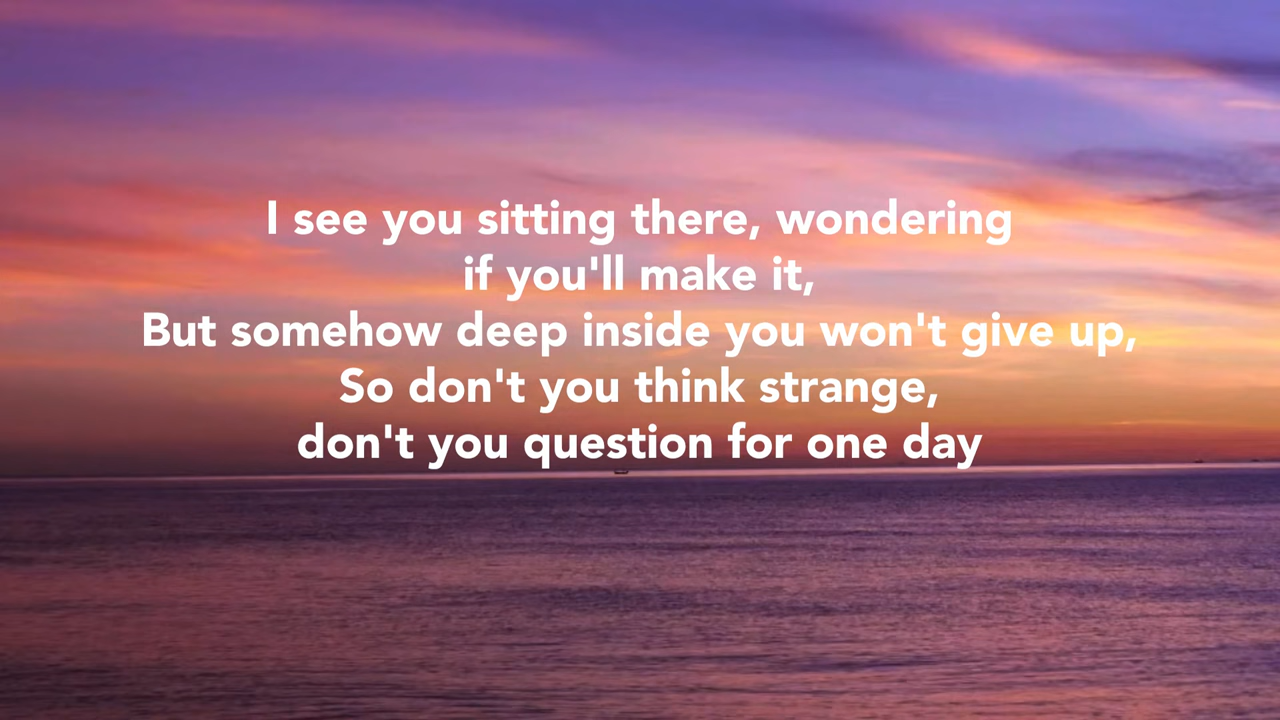 I see you sitting there, wondering
if you'll make it,
But somehow deep inside you won't give up,
So don't you think strange,
don't you question for one day